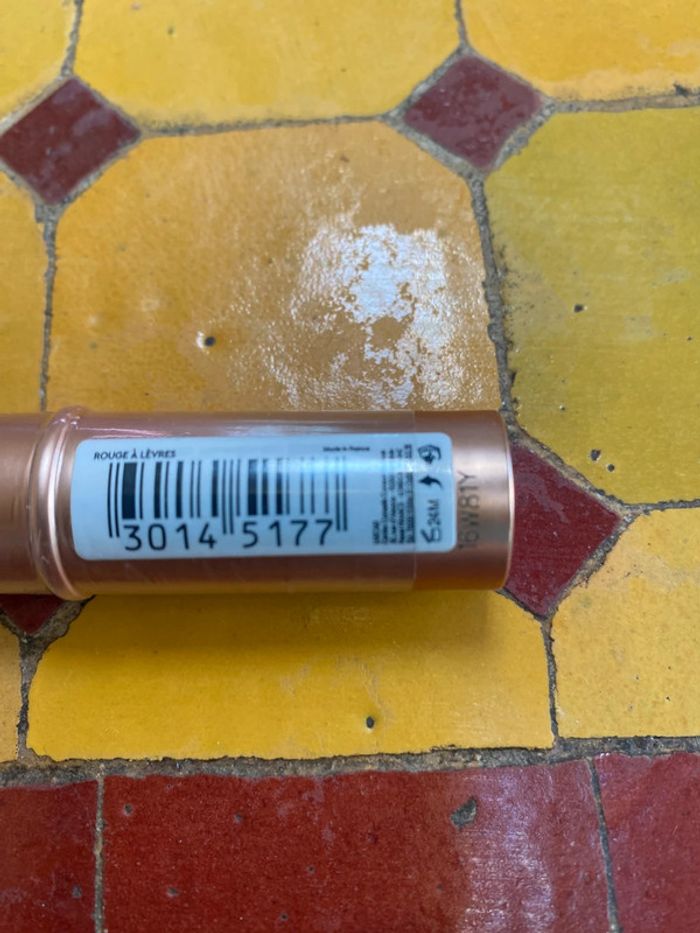 ROUGE À LÈVRES
Made in France
3014 5177
24M
16W81Y